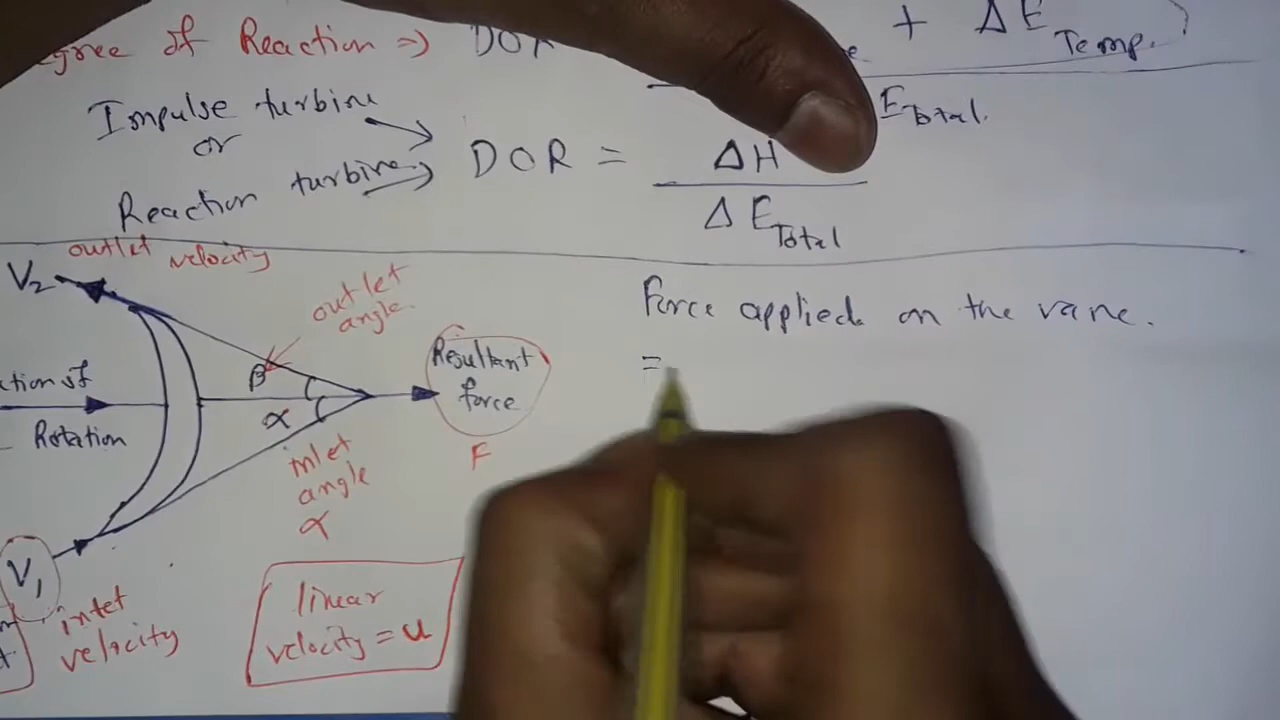 Degree of Reaction => DOR
+ ΔE Temp. )
E Total.
Impulse turbine
or
Reaction turbine.
DOR = ΔH
ΔE Total
outlet velocity
V2
outlet
angle.
Force applied on the vane.
=
β
Resultant
force
F
Rotation
α
inlet
angle
α
V1
intet
velocity
linear
velocity = u